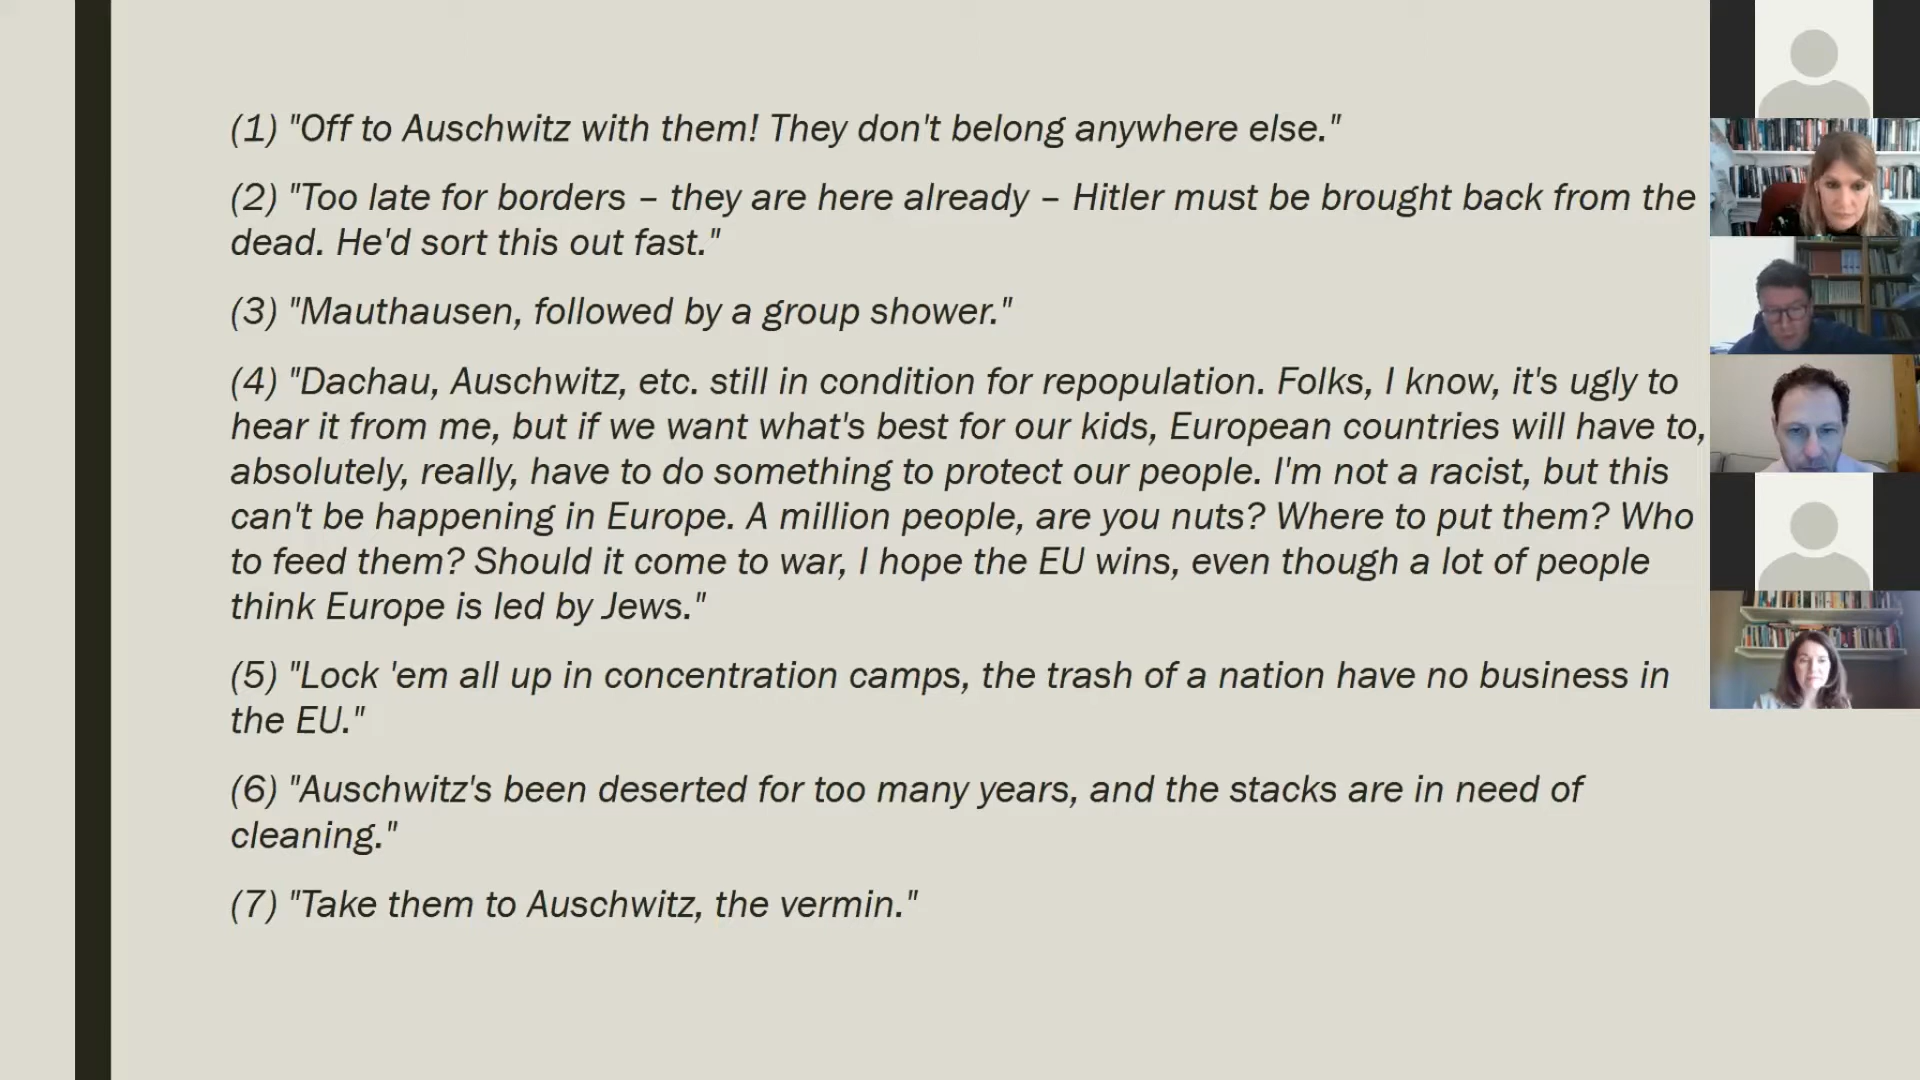 (1) "Off to Auschwitz with them! They don't belong anywhere else."
(2) "Too late for borders – they are here already – Hitler must be brought back from the
dead. He'd sort this out fast."
(3) "Mauthausen, followed by a group shower."
(4) "Dachau, Auschwitz, etc. still in condition for repopulation. Folks, I know, it's ugly to
hear it from me, but if we want what's best for our kids, European countries will have to,
absolutely, really, have to do something to protect our people. I'm not a racist, but this
can't be happening in Europe. A million people, are you nuts? Where to put them? Who
to feed them? Should it come to war, I hope the EU wins, even though a lot of people
think Europe is led by Jews."
(5) "Lock 'em all up in concentration camps, the trash of a nation have no business in
the EU."
(6) "Auschwitz's been deserted for too many years, and the stacks are in need of
cleaning."
(7) "Take them to Auschwitz, the vermin."